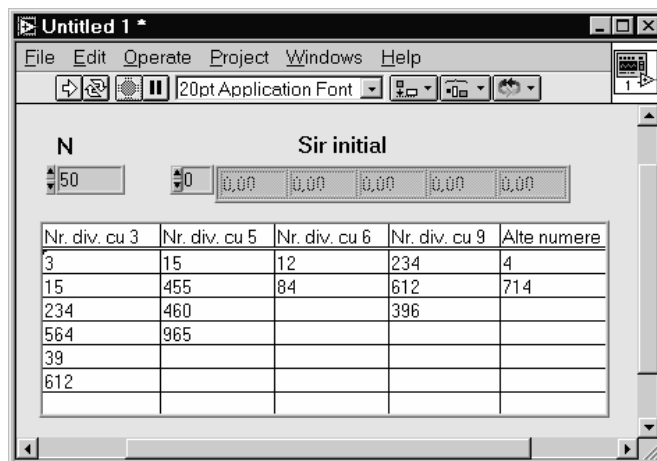 Untitled 1 *
File Edit Operate Project Windows Help
20pt Application Font
1
N Sir initial
50 0 0,00 0,00 0,00 0,00 0,00
Nr. div. cu 3 Nr. div. cu 5 Nr. div. cu 6 Nr. div. cu 9 Alte numere
3 15 12 234 4
15 455 84 612 714
234 460 396
564 965
39
612